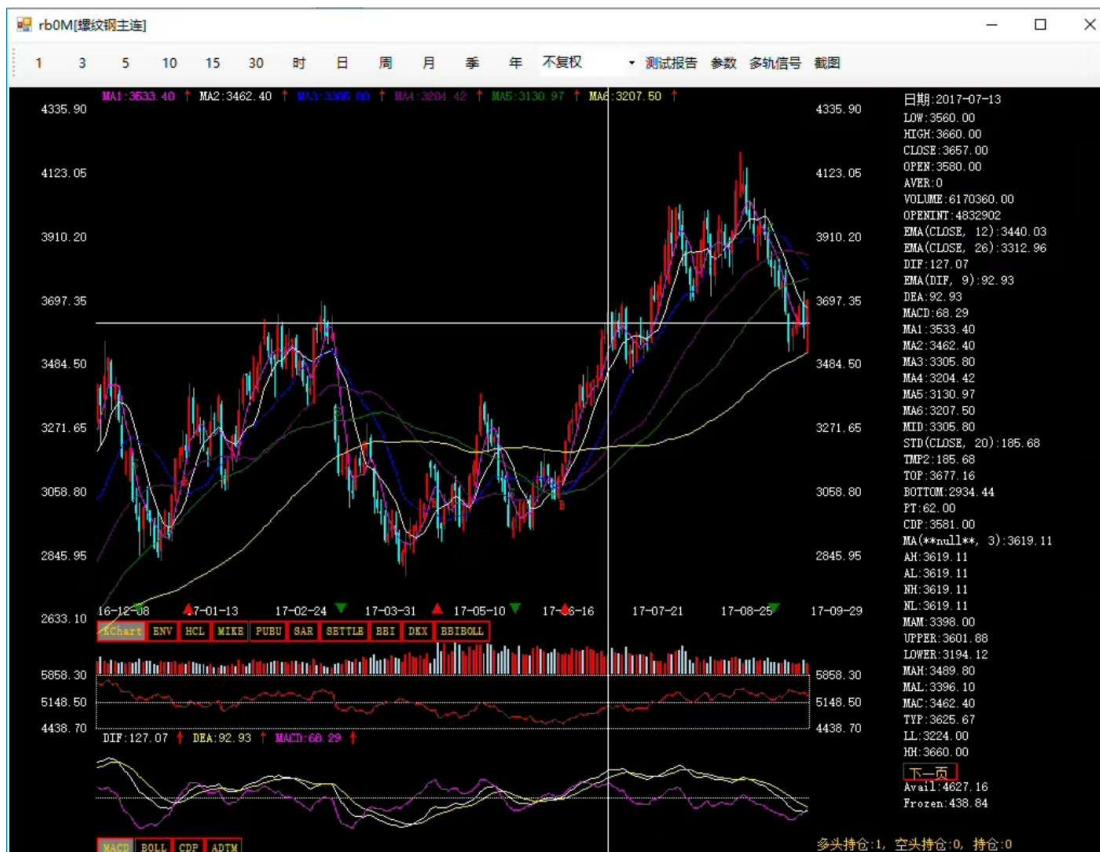 rb0M[螺纹钢主连]
1 3 5 10 15 30 时 日 周 月 季 年 不复权 测试报告 参数 多轨信号 截图
MA1:3533.40 MA2:3462.40 MA3:3305.80 MA4:3204.42 MA5:3130.97 MA6:3207.50
4335.90 4335.90
4123.05 4123.05
3910.20 3910.20
3697.35 3697.35
3484.50 3484.50
3271.65 3271.65
3058.80 3058.80
2845.95 2845.95
16-12-08 17-01-13 17-02-24 17-03-31 17-05-10 17-06-16 17-07-21 17-08-25 17-09-29
2633.10 2633.10
KChart ENV HCL MIKE PUBU SAR SETTLE BBI DKX BBIBOLL
5858.30 5858.30
5148.50 5148.50
4438.70 4438.70
DIF:127.07 DEA:92.93 MACD:68.29
MACD BOLL CDP ADTM
日期:2017-07-13
LOW:3560.00
HIGH:3660.00
CLOSE:3657.00
OPEN:3580.00
AVER:0
VOLUME:6170360.00
OPENINT:4832902
EMA(CLOSE, 12):3440.03
EMA(CLOSE, 26):3312.96
DIF:127.07
EMA(DIF, 9):92.93
DEA:92.93
MACD:68.29
MA1:3533.40
MA2:3462.40
MA3:3305.80
MA4:3204.42
MA5:3130.97
MA6:3207.50
MID:3305.80
STD(CLOSE, 20):185.68
TMP2:185.68
TOP:3677.16
BOTTOM:2934.44
PT:62.00
CDP:3581.00
MA(**null**, 3):3619.11
AH:3619.11
AL:3619.11
NH:3619.11
NL:3619.11
MAM:3398.00
UPPER:3601.88
LOWER:3194.12
MAH:3489.80
MAL:3396.10
MAC:3462.40
TYP:3625.67
LL:3224.00
HH:3660.00
下一页
Avail:4627.16
Frozen:438.84
多头持仓:1, 空头持仓:0, 持仓:0